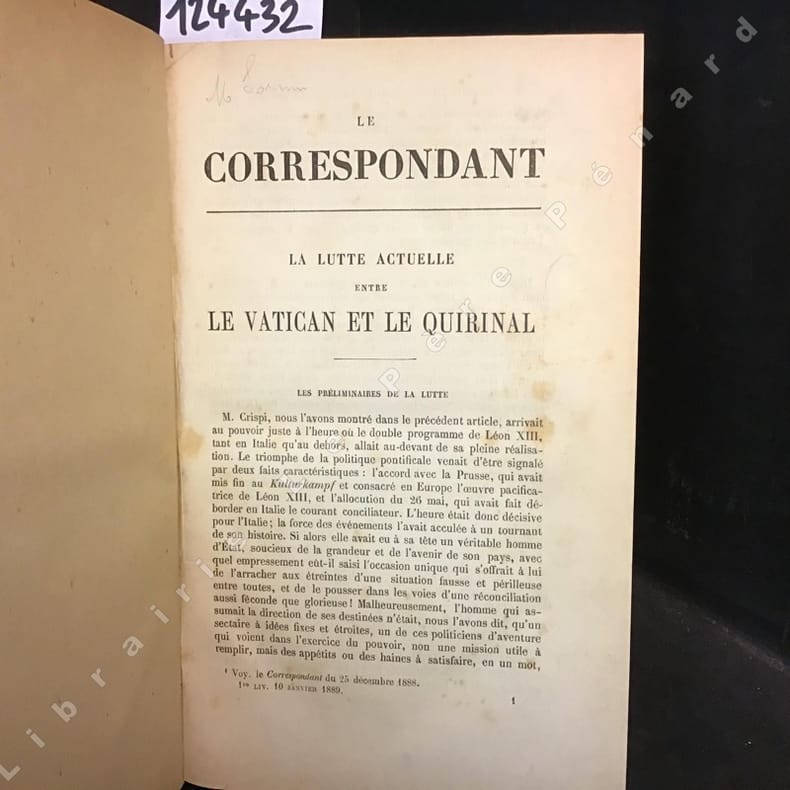 124432
M
LE
CORRESPONDANT
LA LUTTE ACTUELLE
ENTRE
LE VATICAN ET LE QUIRINAL
LES PRÉLIMINAIRES DE LA LUTTE
M. Crispi, nous l'avons montré dans le précédent article, arrivait
au pouvoir juste à l'heure où le double programme de Léon XIII,
tant en Italie qu'au dehors, allait au-devant de sa pleine réalisa-
tion. Le triomphe de la politique pontificale venait d'être signalé
par deux faits caractéristiques : l'accord avec la Prusse, qui avait
mis fin au Kulturkampf et consacré en Europe l'œuvre pacifica-
trice de Léon XIII, et l'allocution du 26 mai, qui avait fait dé-
border en Italie le courant conciliateur. L'heure était donc décisive
pour l'Italie; la force des événements l'avait acculée à un tournant
de son histoire. Si alors elle avait eu à sa tête un véritable homme
d'État, soucieux de la grandeur et de l'avenir de son pays, avec
quel empressement eût-il saisi l'occasion unique qui s'offrait à lui
de l'arracher aux étreintes d'une situation fausse et périlleuse
entre toutes, et de le pousser dans les voies d'une réconciliation
aussi féconde que glorieuse! Malheureusement, l'homme qui as-
sumait la direction de ses destinées n'était, nous l'avons dit, qu'un
sectaire à idées fixes et étroites, un de ces politiciens d'aventure
qui voient dans l'exercice du pouvoir, non une mission utile à
remplir, mais des appétits ou des haines à satisfaire, en un mot,
¹ Voy. le Correspondant du 25 décembre 1888.
1re LIV. 10 JANVIER 1889.
1
Librairie Père Pénard